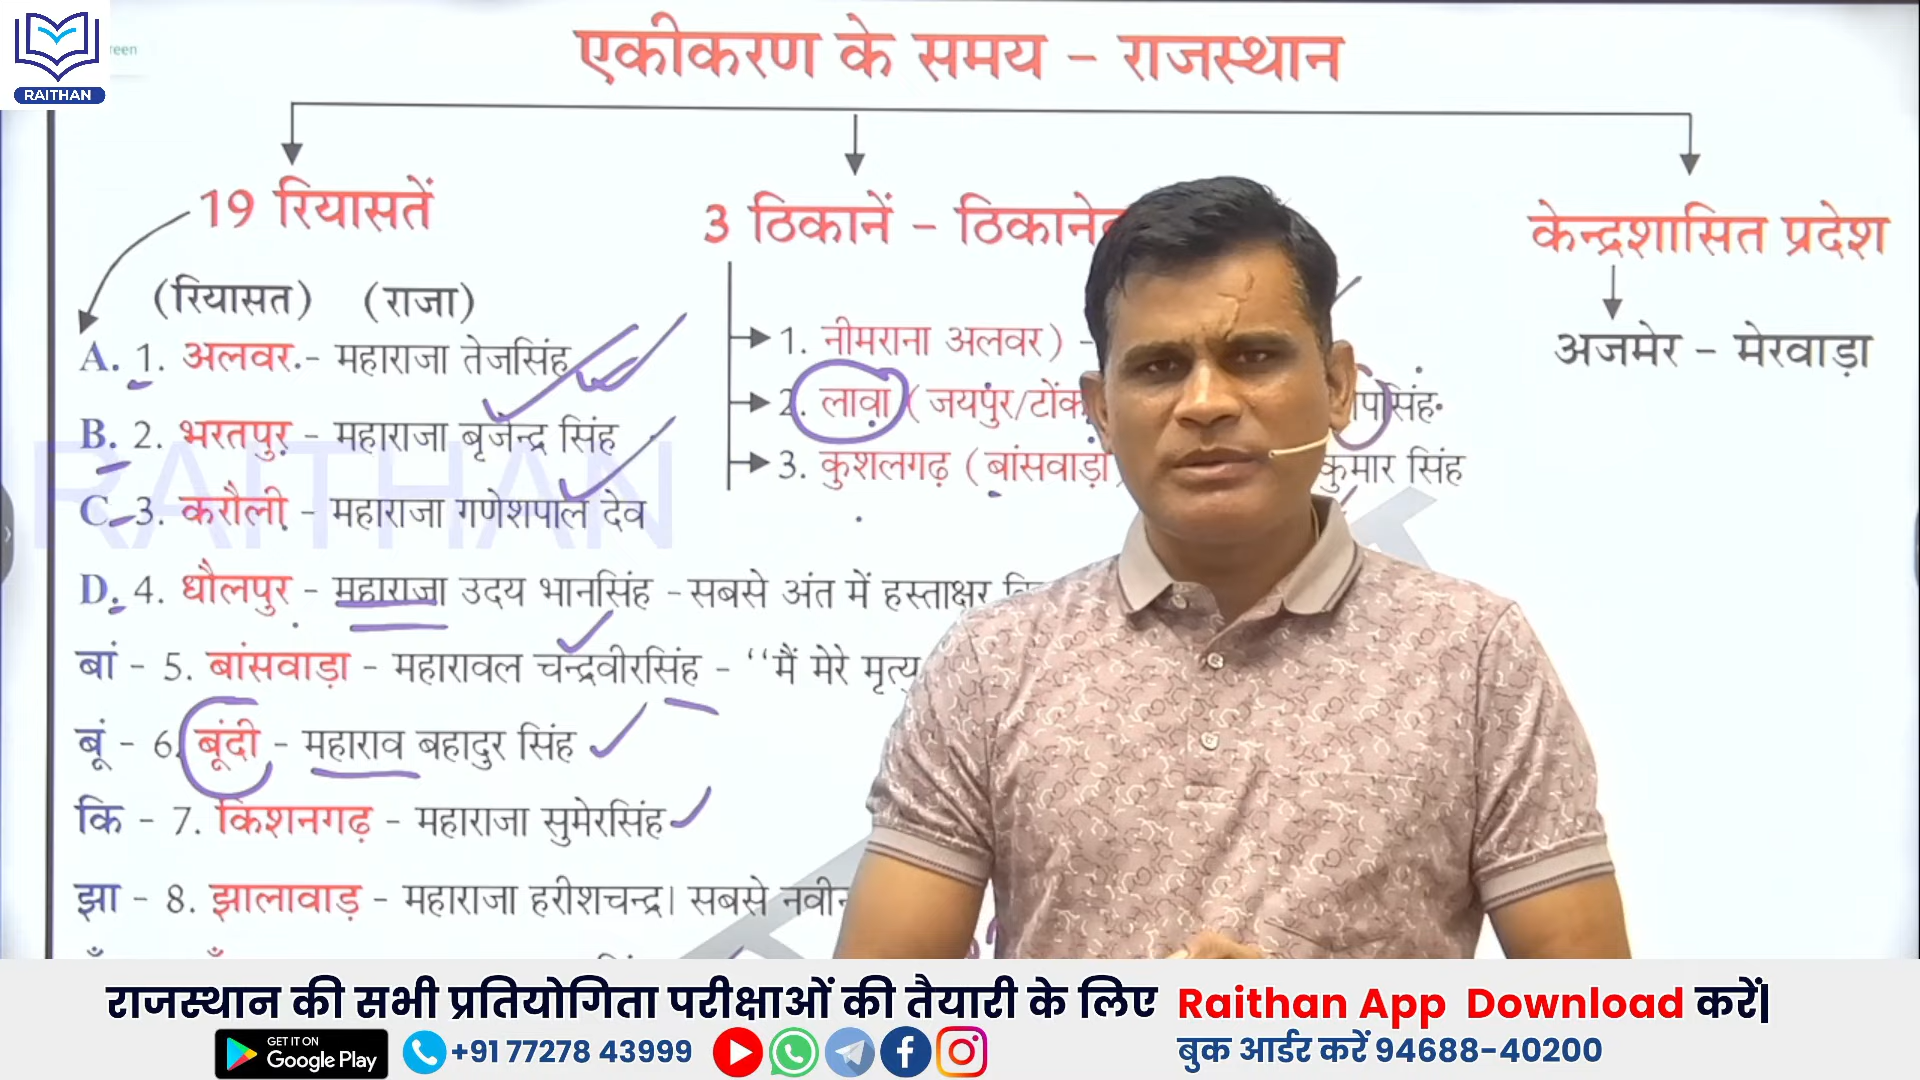 RAITHAN
reen
एकीकरण के समय – राजस्थान
19 रियासतें
3 ठिकानें –
केन्द्रशासित प्रदेश
(रियासत) (राजा)
अजमेर – मेरवाड़ा
A. 1. अलवर.- महाराजा तेजसिंह
B. 2. भरतपुर - महाराजा बृजेन्द्र सिंह
C. 3. करौली - महाराजा गणेशपाल देव
D. 4. धौलपुर - महाराजा उदय भानसिंह - सबसे अंत में हस्ताक्षर
बां - 5. बांसवाड़ा - महारावल चन्द्रवीरसिंह - ‘‘मैं मेरे मृत्यु
बूं - 6. बूंदी - महाराव बहादुर सिंह
कि - 7. किशनगढ़ - महाराजा सुमेरसिंह
झा - 8. झालावाड़ - महाराजा हरीशचन्द्र। सबसे नवीन
1. नीमराना अलवर) -
2. लावा ( जयपुर/टोंक सिंह
3. कुशलगढ़ ( बांसवाड़ा कुमार सिंह
RAITHAN
राजस्थान की सभी प्रतियोगिता परीक्षाओं की तैयारी के लिए Raithan App Download करें|
GET IT ON Google Play +91 77278 43999 बुक आर्डर करें 94688-40200